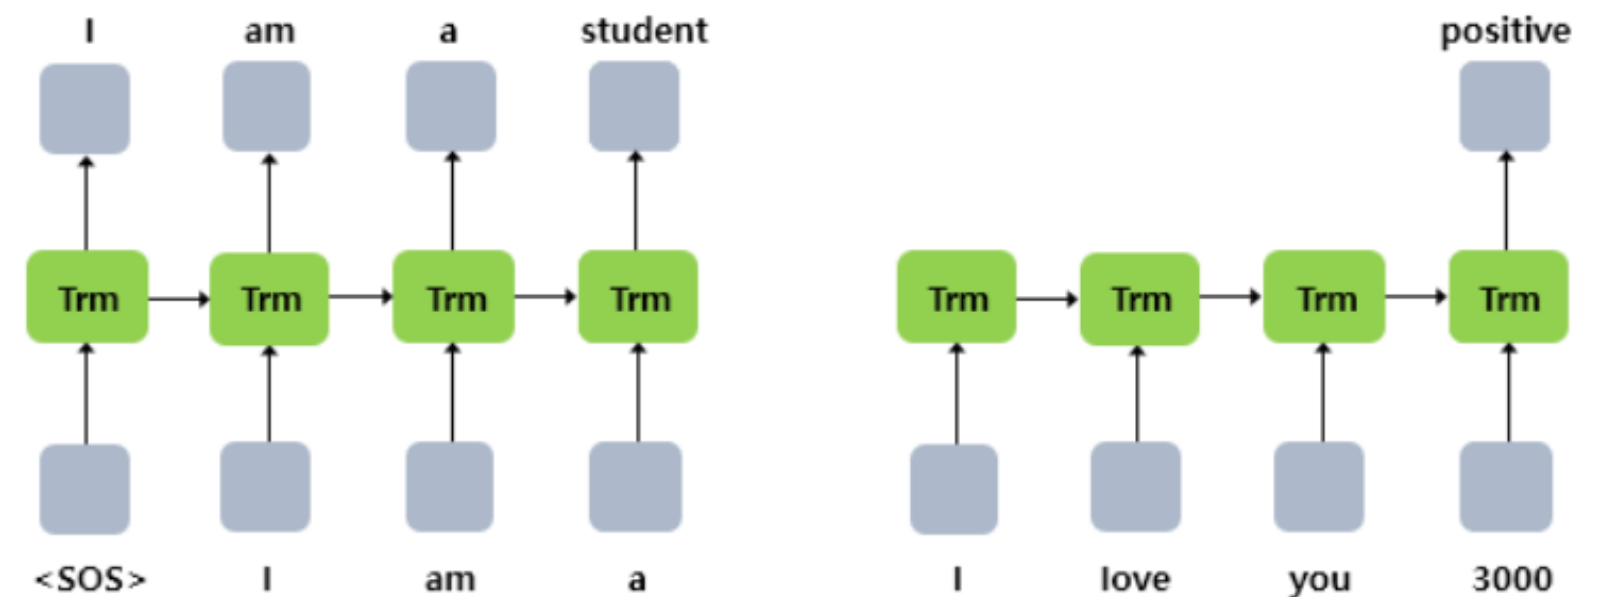 I am a student positive
Trm Trm Trm Trm Trm Trm Trm Trm
<SOS> I am a I love you 3000